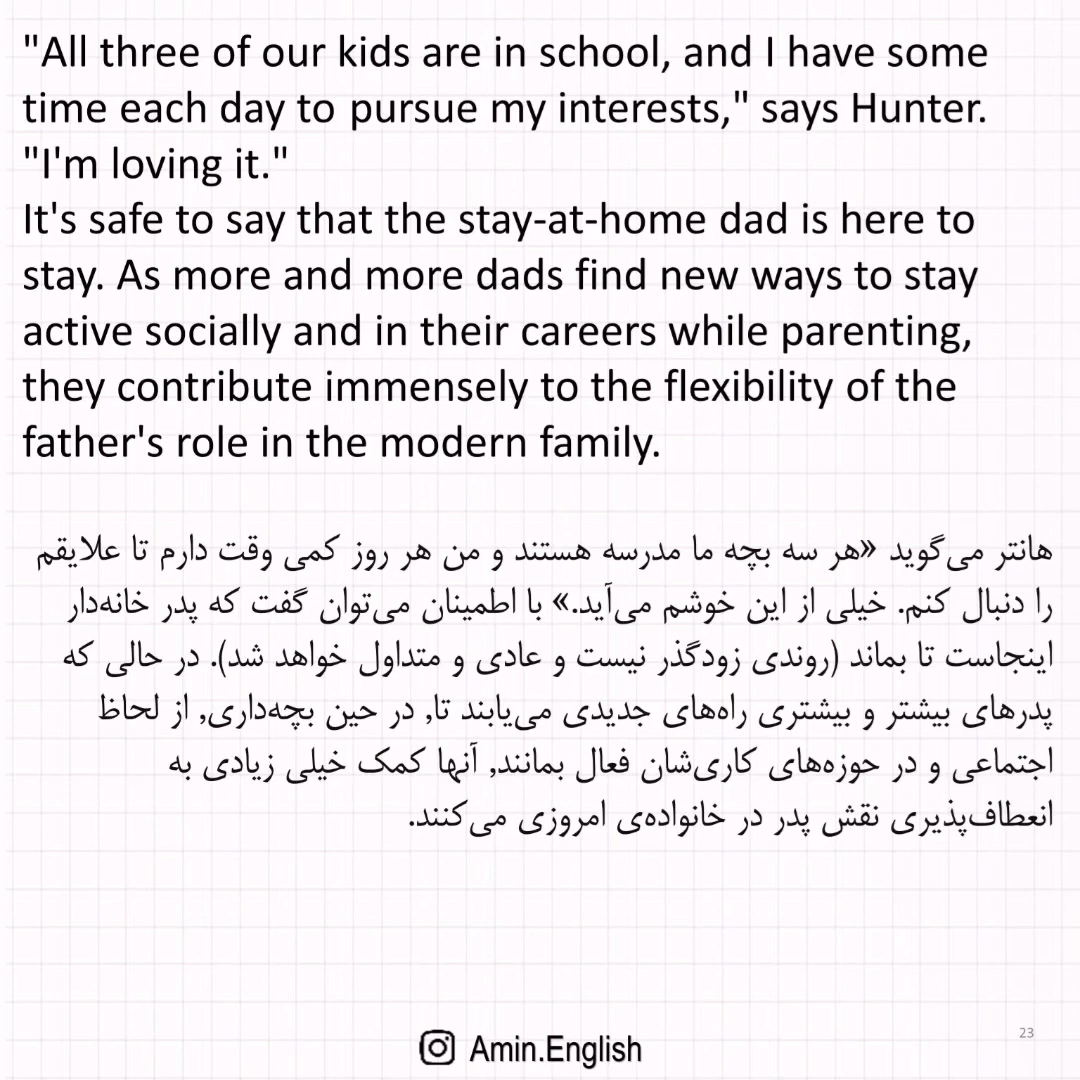 "All three of our kids are in school, and I have some
time each day to pursue my interests," says Hunter.
"I'm loving it."
It's safe to say that the stay-at-home dad is here to
stay. As more and more dads find new ways to stay
active socially and in their careers while parenting,
they contribute immensely to the flexibility of the
father's role in the modern family.
هانتر می‌گوید «هر سه بچه ما مدرسه هستند و من هر روز کمی وقت دارم تا علایقم
را دنبال کنم. خیلی از این خوشم می‌آید.» با اطمینان می‌توان گفت که پدر خانه‌دار
اینجاست تا بماند (روندی زودگذر نیست و عادی و متداول خواهد شد). در حالی که
پدرهای بیشتر و بیشتری راه‌های جدیدی می‌یابند تا, در حین بچه‌داری, از لحاظ
اجتماعی و در حوزه‌های کاری‌شان فعال بمانند, آنها کمک خیلی زیادی به
انعطاف‌پذیری نقش پدر در خانواده‌ی امروزی می‌کنند.
23
Amin.English